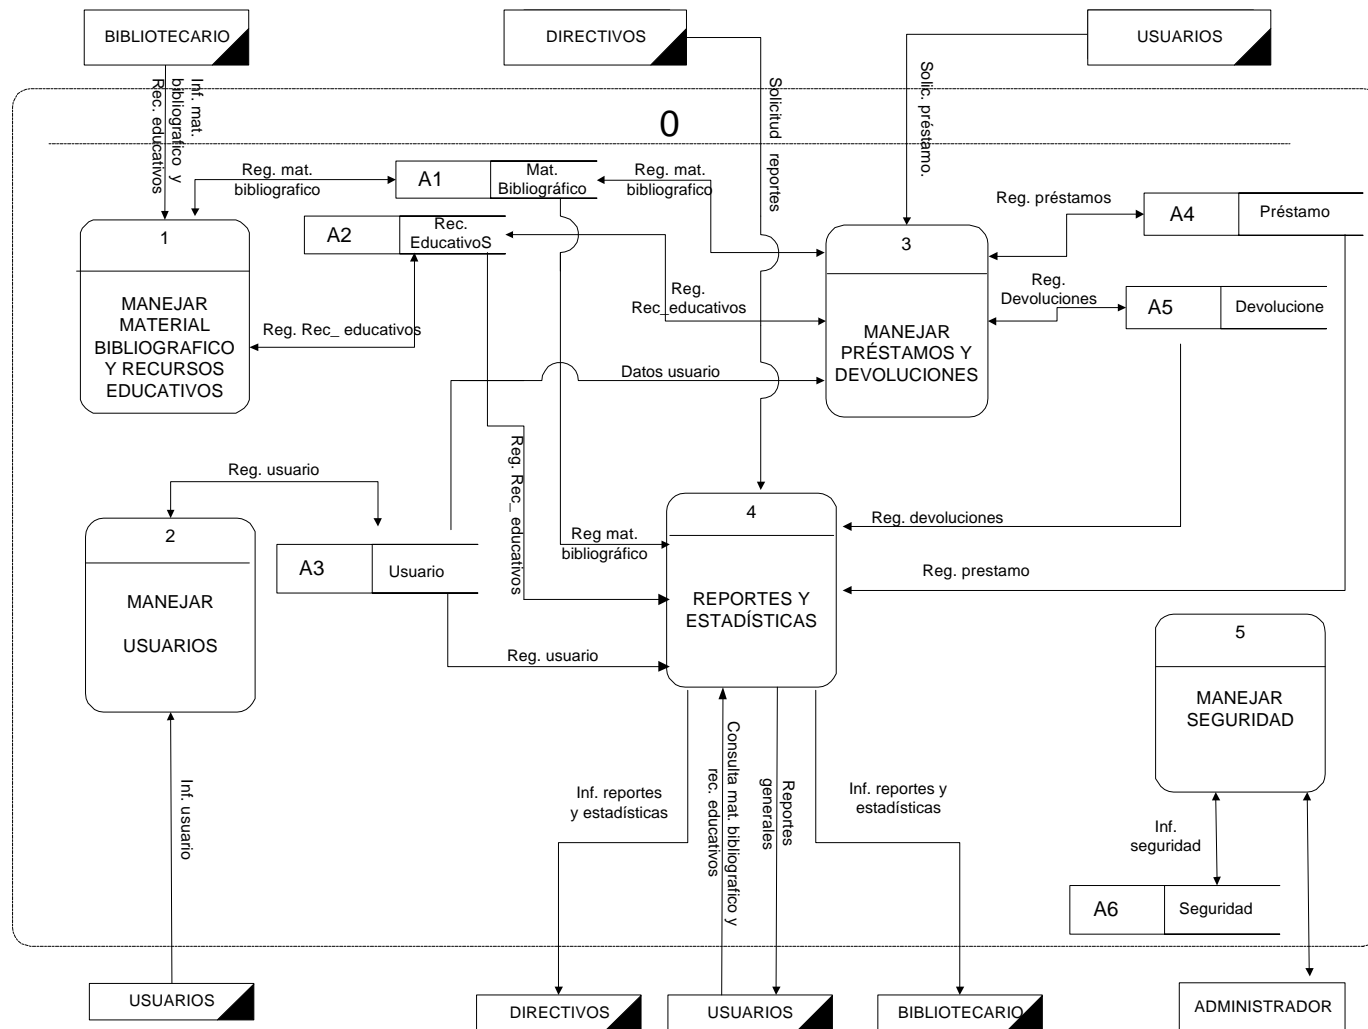 BIBLIOTECARIO
DIRECTIVOS
USUARIOS
Inf. mat.
bibliografico y
Rec. educativos
Solicitud reportes
Solic. préstamo.
0
Reg. mat.
bibliografico
A1
Mat.
Bibliográfico
Reg. mat.
bibliografico
Reg. préstamos
A4
Préstamo
A2
Rec.
EducativoS
1
MANEJAR
MATERIAL
BIBLIOGRAFICO
Y RECURSOS
EDUCATIVOS
3
MANEJAR
PRÉSTAMOS Y
DEVOLUCIONES
Reg.
Rec_educativos
Reg.
Devoluciones
A5
Devolucione
Reg. Rec_ educativos
Datos usuario
Reg. usuario
Reg. Rec_ educativos
2
MANEJAR
USUARIOS
A3
Usuario
Reg mat.
bibliográfico
4
REPORTES Y
ESTADÍSTICAS
Reg. devoluciones
Reg. prestamo
Reg. usuario
5
MANEJAR
SEGURIDAD
Inf. usuario
Inf. reportes
y estadísticas
Consulta mat. bibliografico y
rec. educativos
Reportes
generales
Inf. reportes y
estadísticas
Inf.
seguridad
A6
Seguridad
USUARIOS
DIRECTIVOS
USUARIOS
BIBLIOTECARIO
ADMINISTRADOR